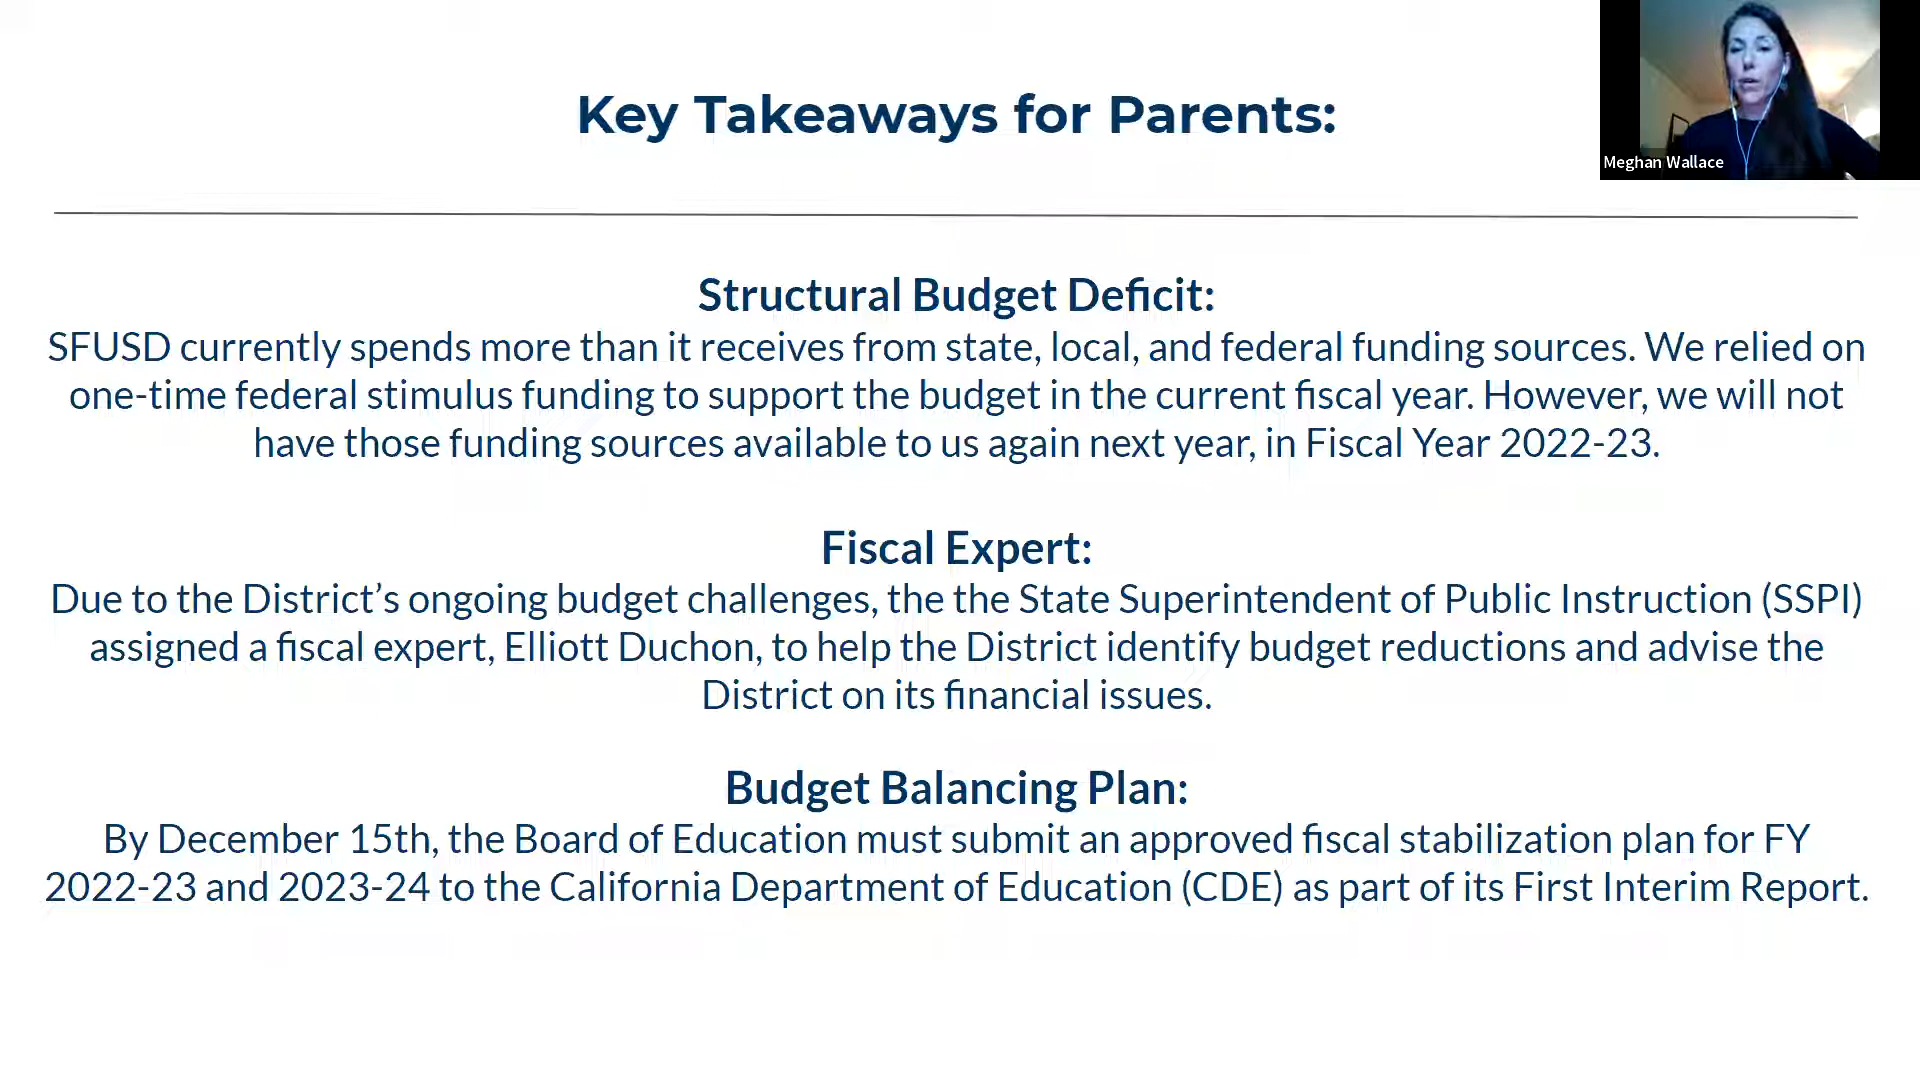 Key Takeaways for Parents:
Meghan Wallace
Structural Budget Deficit:
SFUSD currently spends more than it receives from state, local, and federal funding sources. We relied on
one-time federal stimulus funding to support the budget in the current fiscal year. However, we will not
have those funding sources available to us again next year, in Fiscal Year 2022-23.
Fiscal Expert:
Due to the District’s ongoing budget challenges, the the State Superintendent of Public Instruction (SSPI)
assigned a fiscal expert, Elliott Duchon, to help the District identify budget reductions and advise the
District on its financial issues.
Budget Balancing Plan:
By December 15th, the Board of Education must submit an approved fiscal stabilization plan for FY
2022-23 and 2023-24 to the California Department of Education (CDE) as part of its First Interim Report.